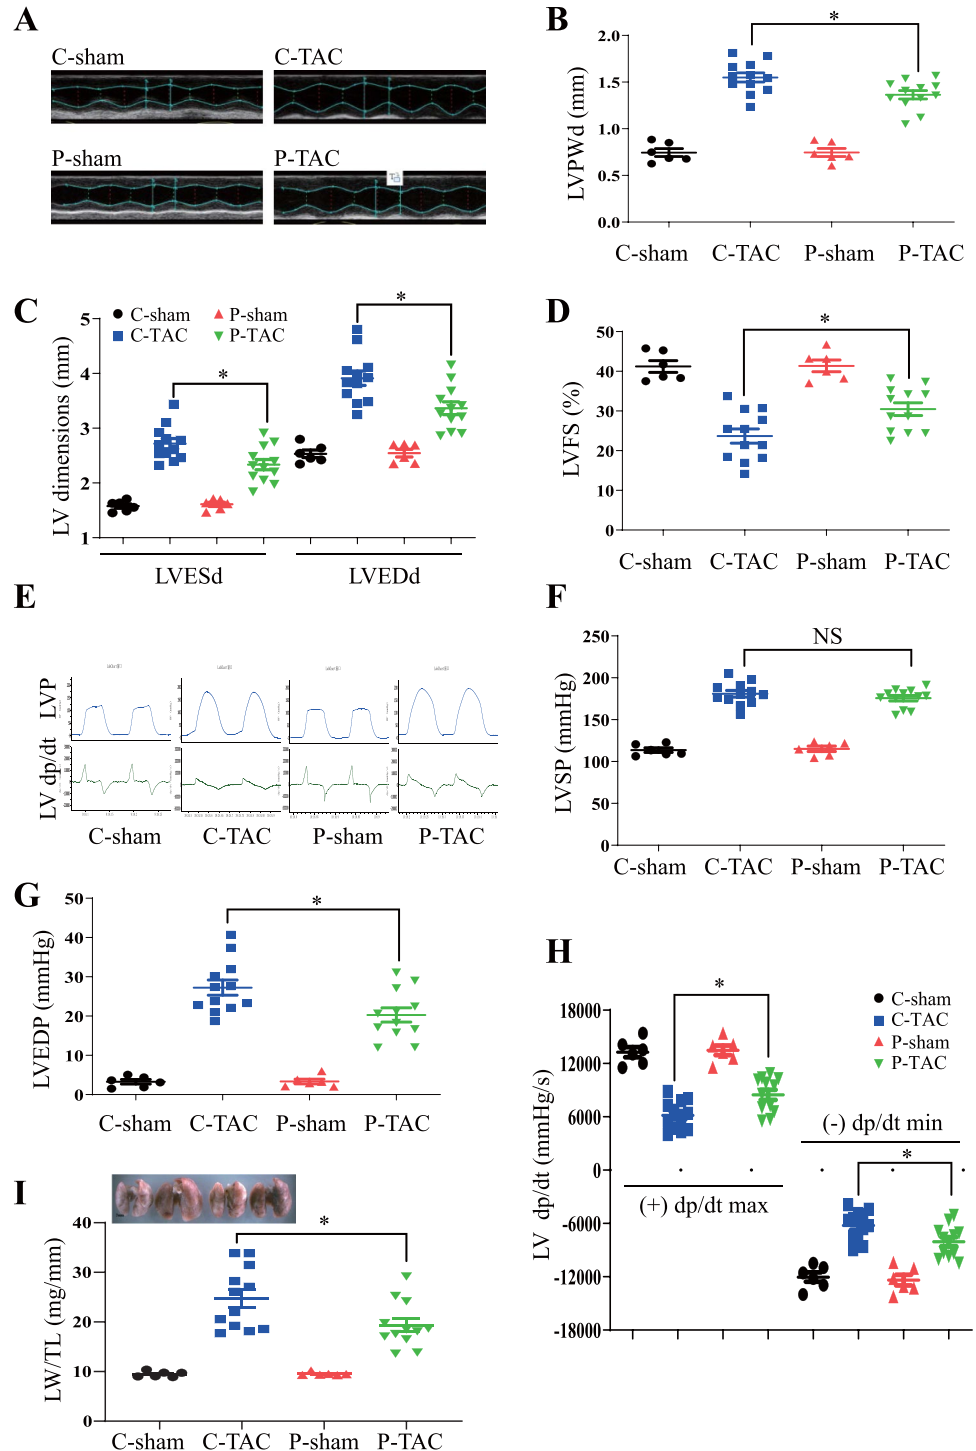 A
C-sham
C-TAC
P-sham
P-TAC
B
*
LVPWd (mm)
2.0
1.5
1.0
0.5
0.0
C-sham
C-TAC
P-sham
P-TAC
C
C-sham
P-sham
C-TAC
P-TAC
*
*
LV dimensions (mm)
5
4
3
2
1
LVESd
LVEDd
D
*
LVFS (%)
50
40
30
20
10
0
C-sham
C-TAC
P-sham
P-TAC
E
LVP
LV dp/dt
C-sham
C-TAC
P-sham
P-TAC
F
NS
LVSP (mmHg)
250
200
150
100
50
0
C-sham
C-TAC
P-sham
P-TAC
G
*
LVEDP (mmHg)
50
40
30
20
10
0
C-sham
C-TAC
P-sham
P-TAC
H
C-sham
C-TAC
P-sham
P-TAC
*
LV dp/dt (mmHg/s)
18000
12000
6000
0
-6000
-12000
-18000
(-) dp/dt min
*
(+) dp/dt max
I
*
LW/TL (mg/mm)
40
30
20
10
0
C-sham
C-TAC
P-sham
P-TAC